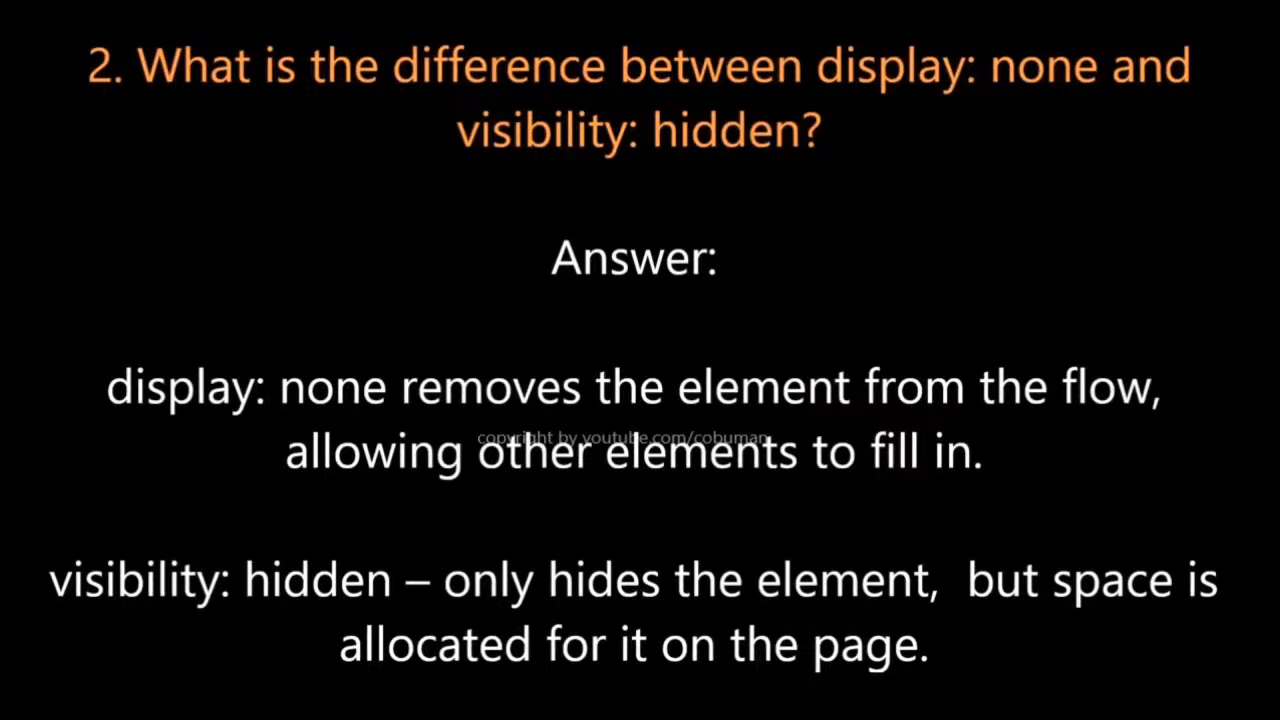 2. What is the difference between display: none and
visibility: hidden?
Answer:
display: none removes the element from the flow,
copyright by youtube.com/cobuman
allowing other elements to fill in.
visibility: hidden – only hides the element,  but space is
allocated for it on the page.